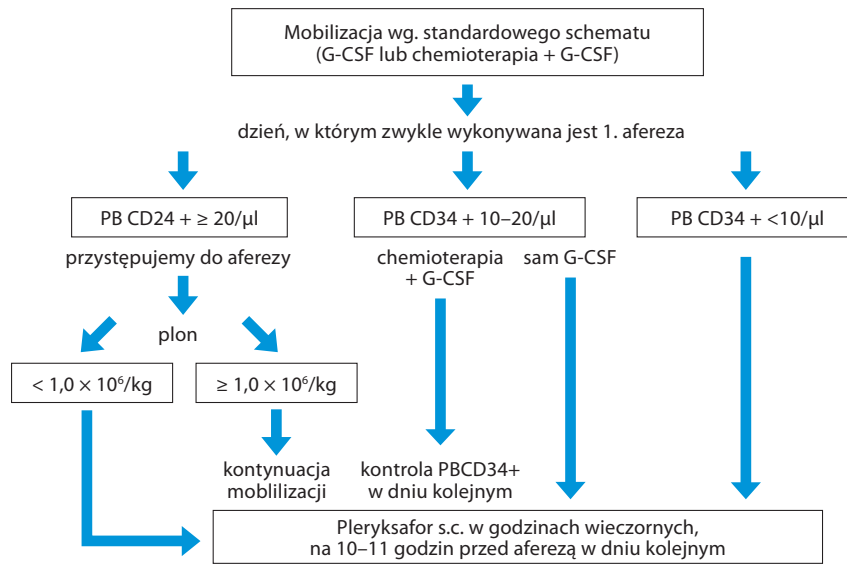 Mobilizacja wg. standardowego schematu
(G-CSF lub chemioterapia + G-CSF)
dzień, w którym zwykle wykonywana jest 1. afereza
PB CD24 + ≥ 20/µl
PB CD34 + 10–20/µl
PB CD34 + <10/µl
przystępujemy do aferezy
chemioterapia
+ G-CSF
sam G-CSF
plon
< 1,0 × 10⁶/kg
≥ 1,0 × 10⁶/kg
kontynuacja
moblilizacji
kontrola PBCD34+
w dniu kolejnym
Pleryksafor s.c. w godzinach wieczornych,
na 10–11 godzin przed aferezą w dniu kolejnym